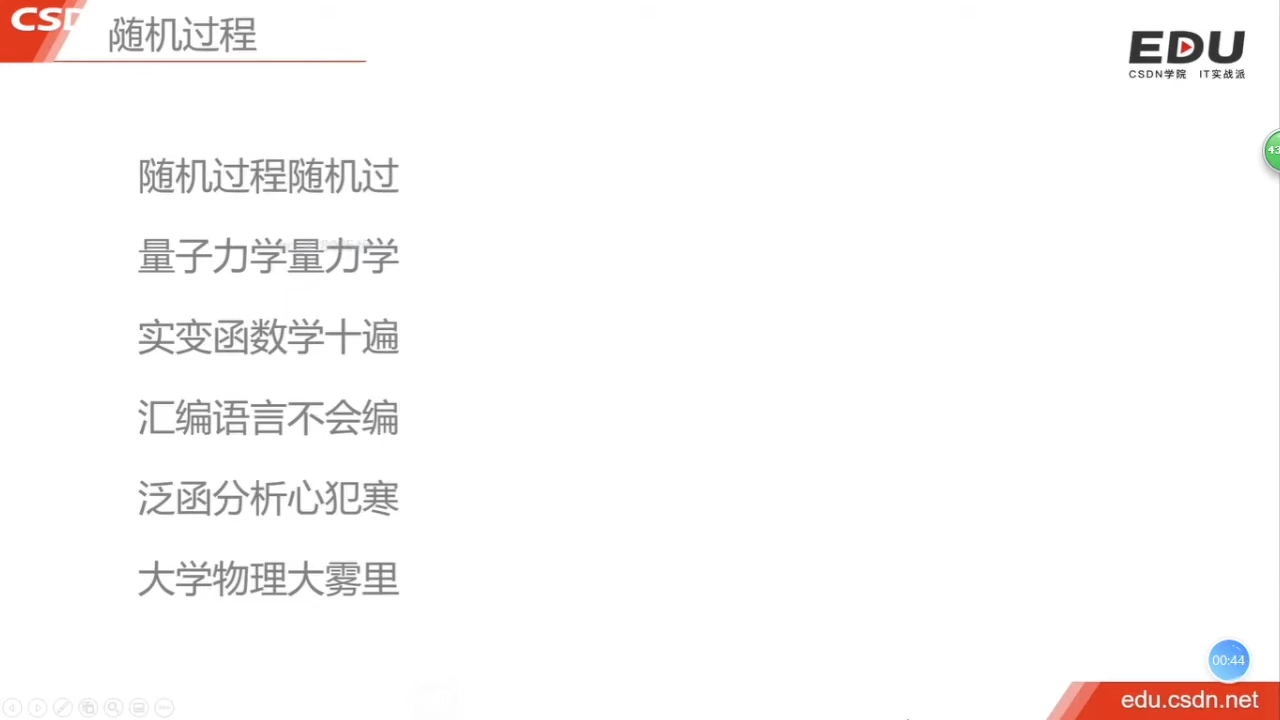 随机过程
EDU
CSDN学院 IT实战派
随机过程随机过
量子力学量力学
实变函数学十遍
汇编语言不会编
泛函分析心犯寒
大学物理大雾里
00:44
edu.csdn.net